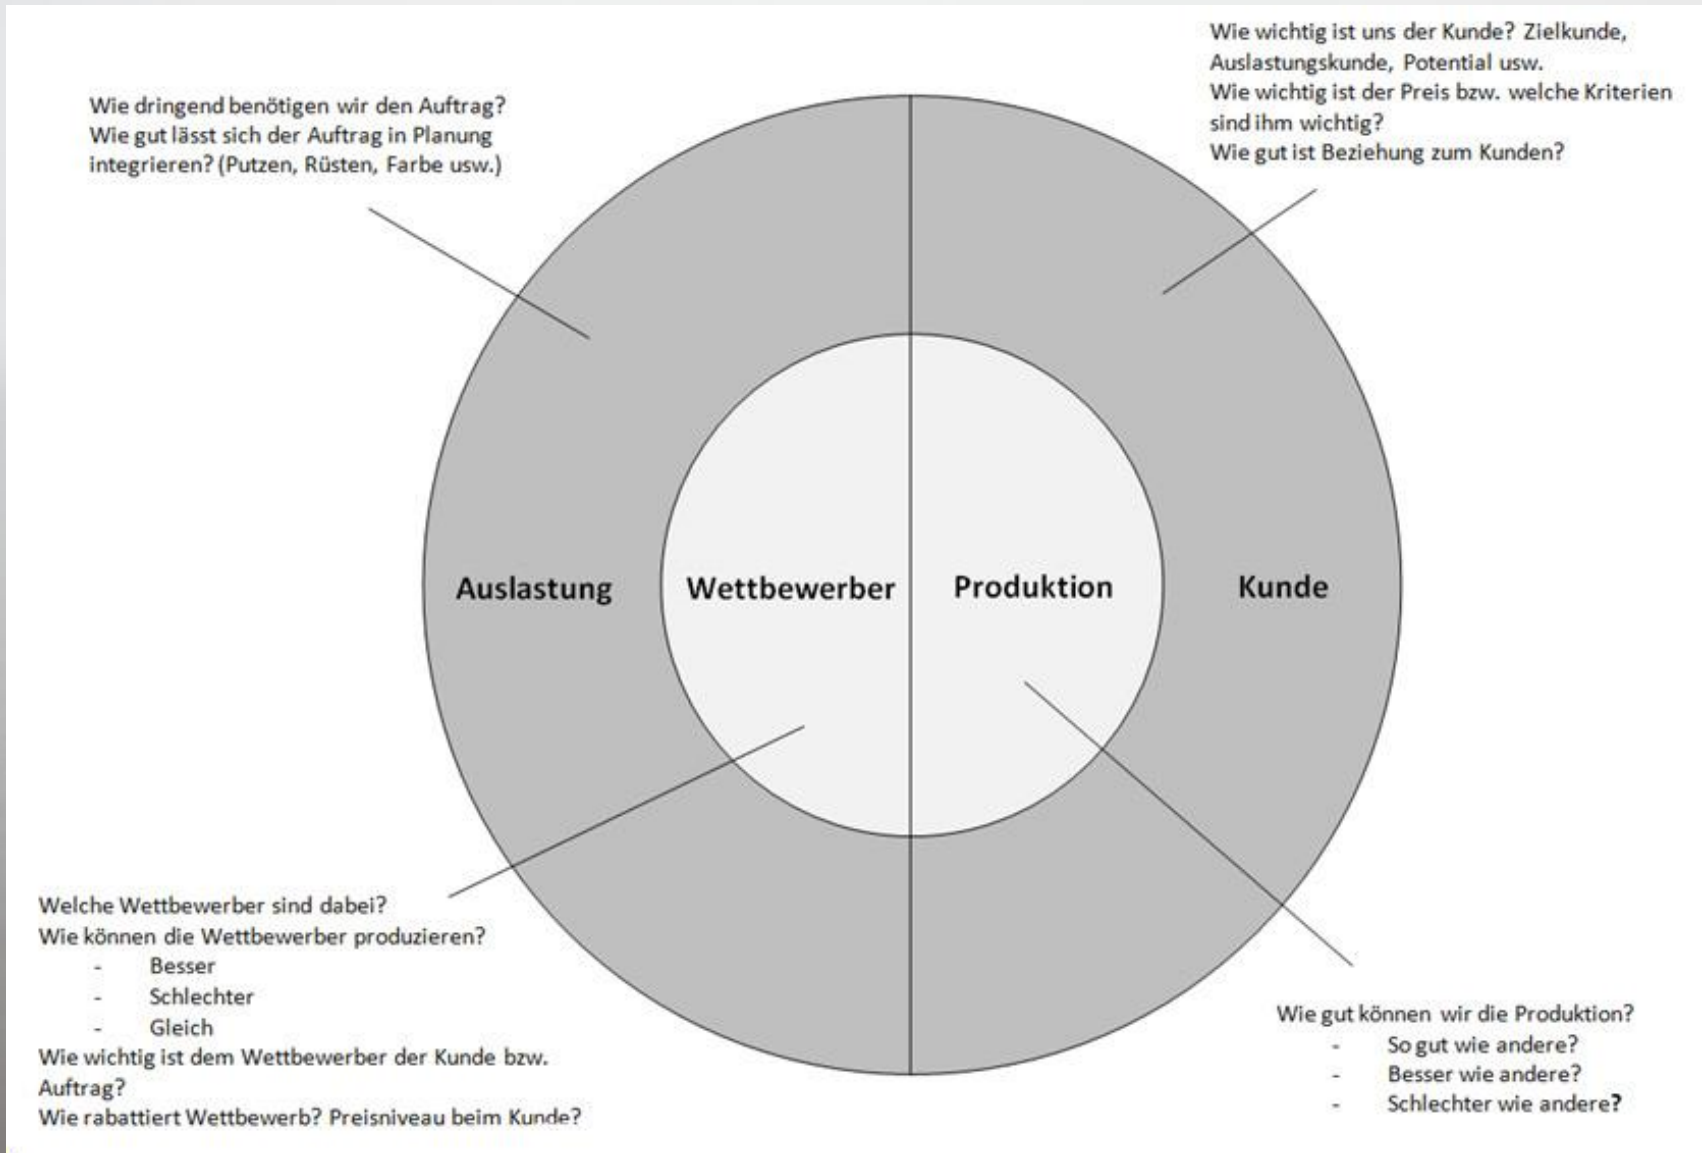 Wie dringend benötigen wir den Auftrag?
Wie gut lässt sich der Auftrag in Planung
integrieren? (Putzen, Rüsten, Farbe usw.)
Wie wichtig ist uns der Kunde? Zielkunde,
Auslastungskunde, Potential usw.
Wie wichtig ist der Preis bzw. welche Kriterien
sind ihm wichtig?
Wie gut ist Beziehung zum Kunden?
Auslastung
Wettbewerber
Produktion
Kunde
Welche Wettbewerber sind dabei?
Wie können die Wettbewerber produzieren?
- Besser
- Schlechter
- Gleich
Wie wichtig ist dem Wettbewerber der Kunde bzw.
Auftrag?
Wie rabattiert Wettbewerb? Preisniveau beim Kunde?
Wie gut können wir die Produktion?
- So gut wie andere?
- Besser wie andere?
- Schlechter wie andere?